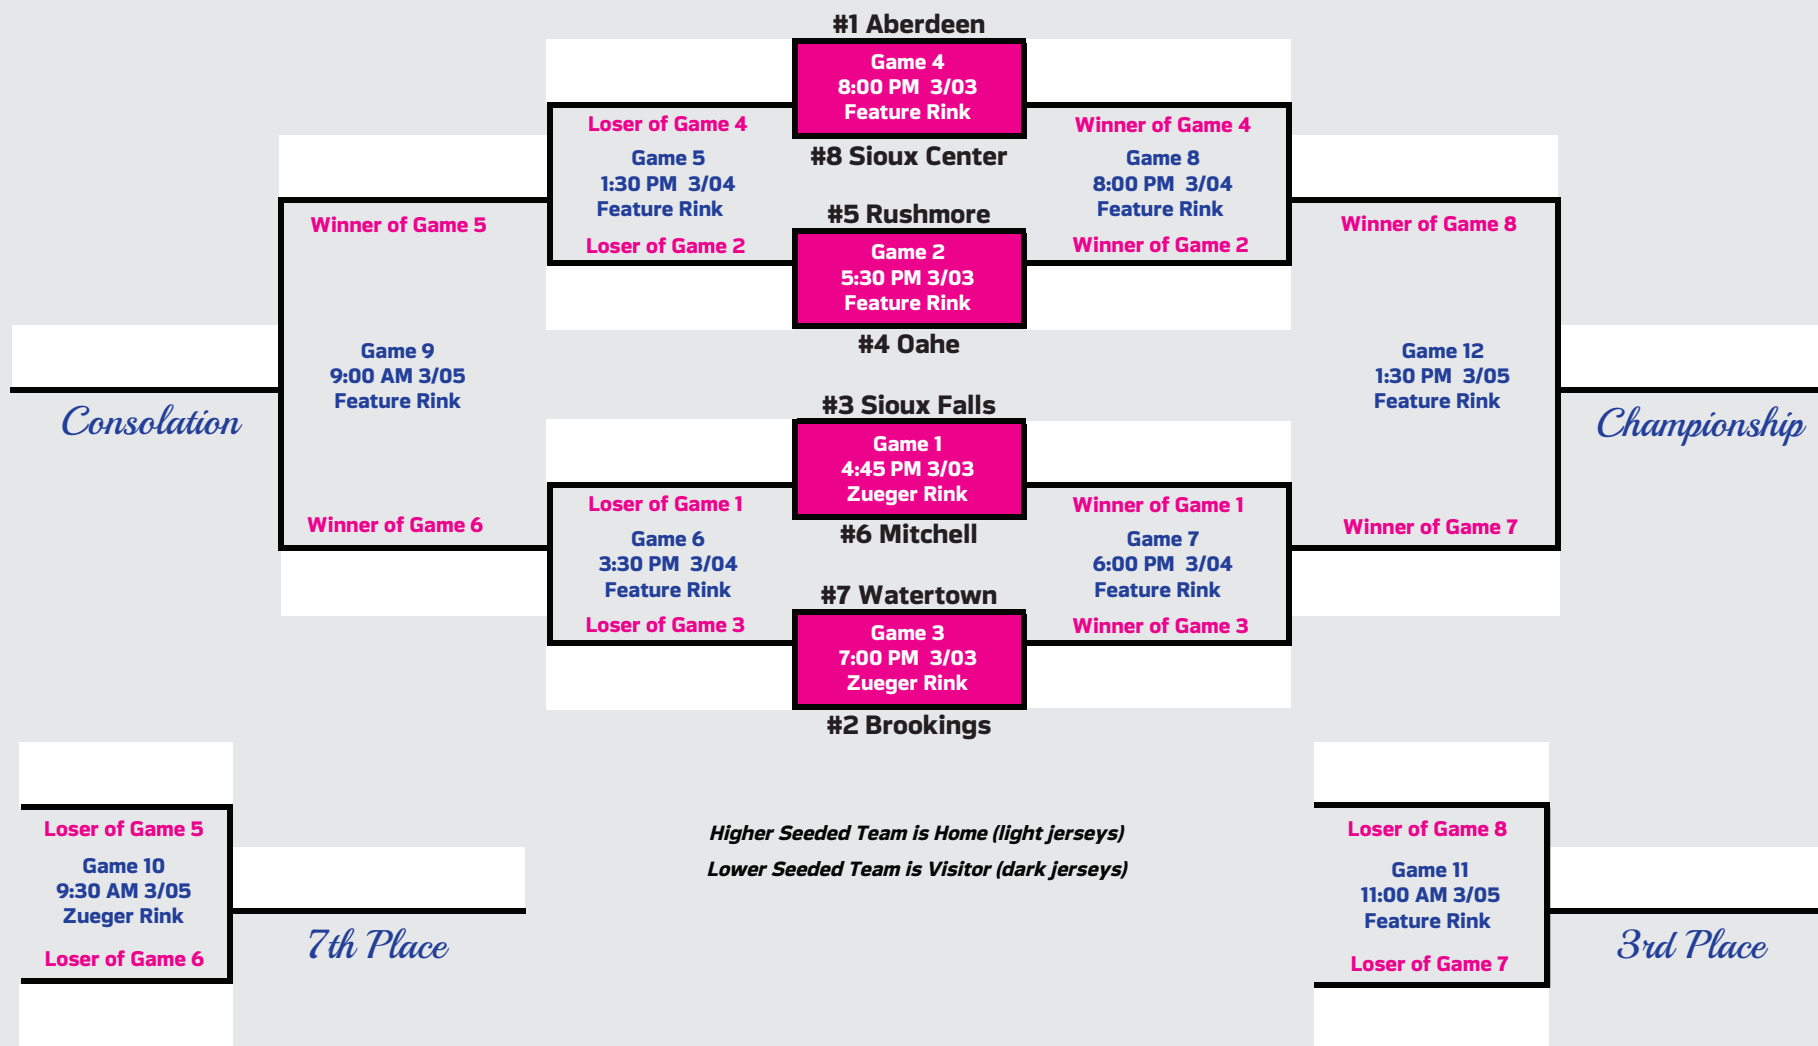 #1 Aberdeen
Game 4
8:00 PM 3/03
Feature Rink
#8 Sioux Center
Loser of Game 4
Game 5
1:30 PM 3/04
Feature Rink
Loser of Game 2
Winner of Game 4
Game 8
8:00 PM 3/04
Feature Rink
Winner of Game 2
#5 Rushmore
Game 2
5:30 PM 3/03
Feature Rink
#4 Oahe
Winner of Game 5
Game 9
9:00 AM 3/05
Feature Rink
Winner of Game 6
Consolation
Winner of Game 8
Game 12
1:30 PM 3/05
Feature Rink
Winner of Game 7
Championship
#3 Sioux Falls
Game 1
4:45 PM 3/03
Zueger Rink
#6 Mitchell
Loser of Game 1
Game 6
3:30 PM 3/04
Feature Rink
Loser of Game 3
Winner of Game 1
Game 7
6:00 PM 3/04
Feature Rink
Winner of Game 3
#7 Watertown
Game 3
7:00 PM 3/03
Zueger Rink
#2 Brookings
Loser of Game 5
Game 10
9:30 AM 3/05
Zueger Rink
Loser of Game 6
7th Place
Higher Seeded Team is Home (light jerseys)
Lower Seeded Team is Visitor (dark jerseys)
Loser of Game 8
Game 11
11:00 AM 3/05
Feature Rink
Loser of Game 7
3rd Place